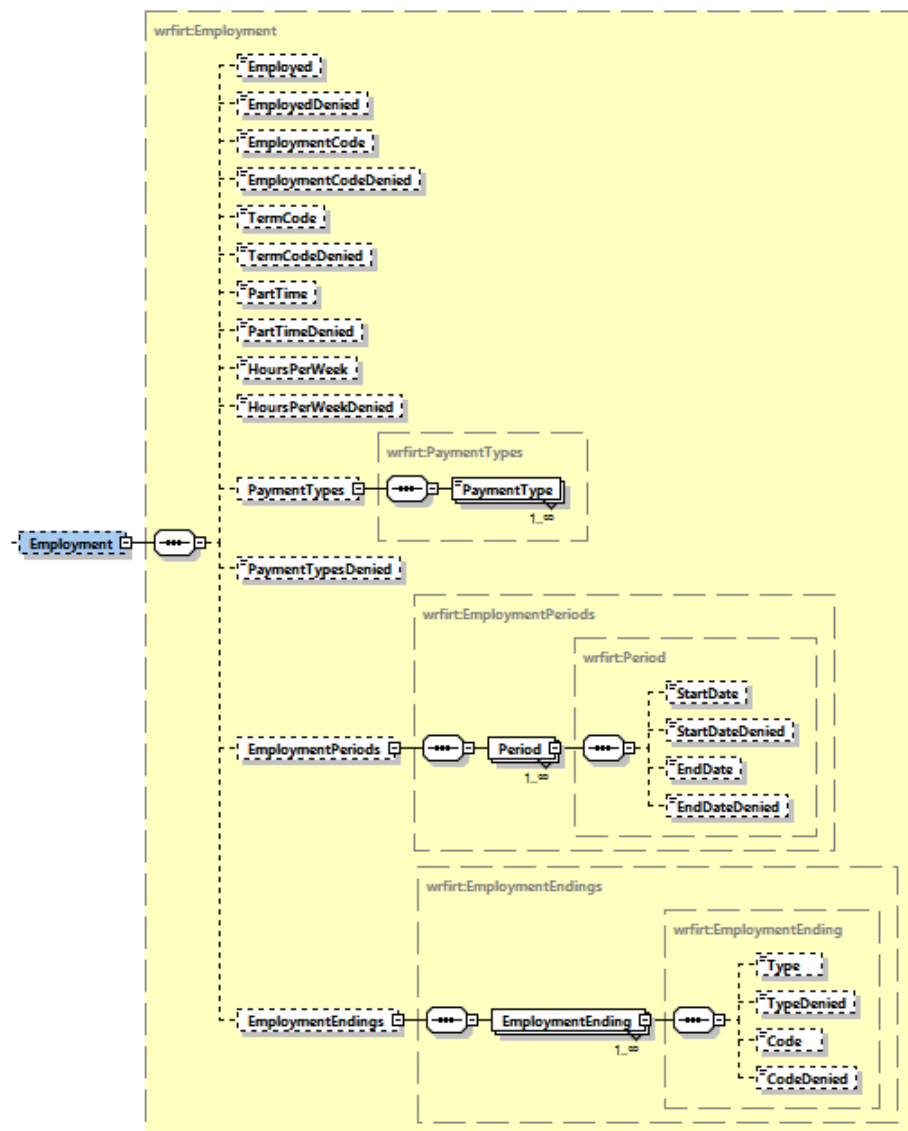 wrfirt:Employment
Employed
EmployedDenied
EmploymentCode
EmploymentCodeDenied
TermCode
TermCodeDenied
PartTime
PartTimeDenied
HoursPerWeek
HoursPerWeekDenied
wrfirt:PaymentTypes
PaymentTypes
PaymentType
1..∞
Employment
PaymentTypesDenied
wrfirt:EmploymentPeriods
wrfirt:Period
StartDate
StartDateDenied
EmploymentPeriods
Period
1..∞
EndDate
EndDateDenied
wrfirt:EmploymentEndings
wrfirt:EmploymentEnding
Type
TypeDenied
EmploymentEndings
EmploymentEnding
1..∞
Code
CodeDenied